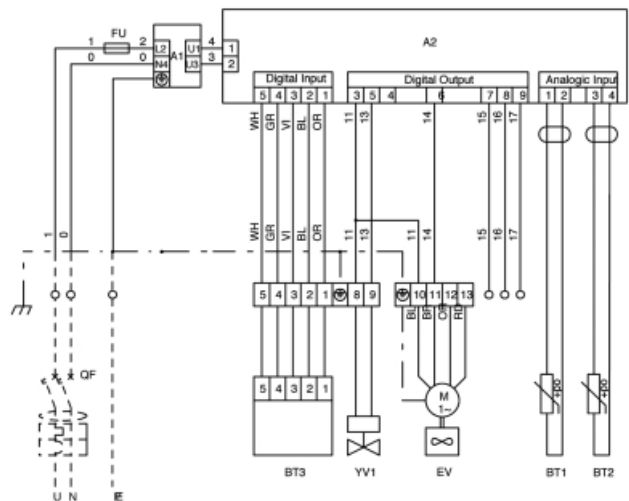 FU
A1
A2
1
2
L2
U1
4
1
0
0
N4
U3
3
2
Digital Input
Digital Output
Analogic Input
5 4 3 2 1
3 5 4 6 7 8 9
1 2 3 4
WH GR VI BL OR
11 13 14 15 16 17
WH GR VI BL OR
11 13 11 14 15 16 17
1 0
5 4 3 2 1 8 9
10 11 12 13
BL BR OR RD
QF
5 4 3 2 1
M
1~
+po
+po
U N E
BT3
YV1
EV
BT1
BT2